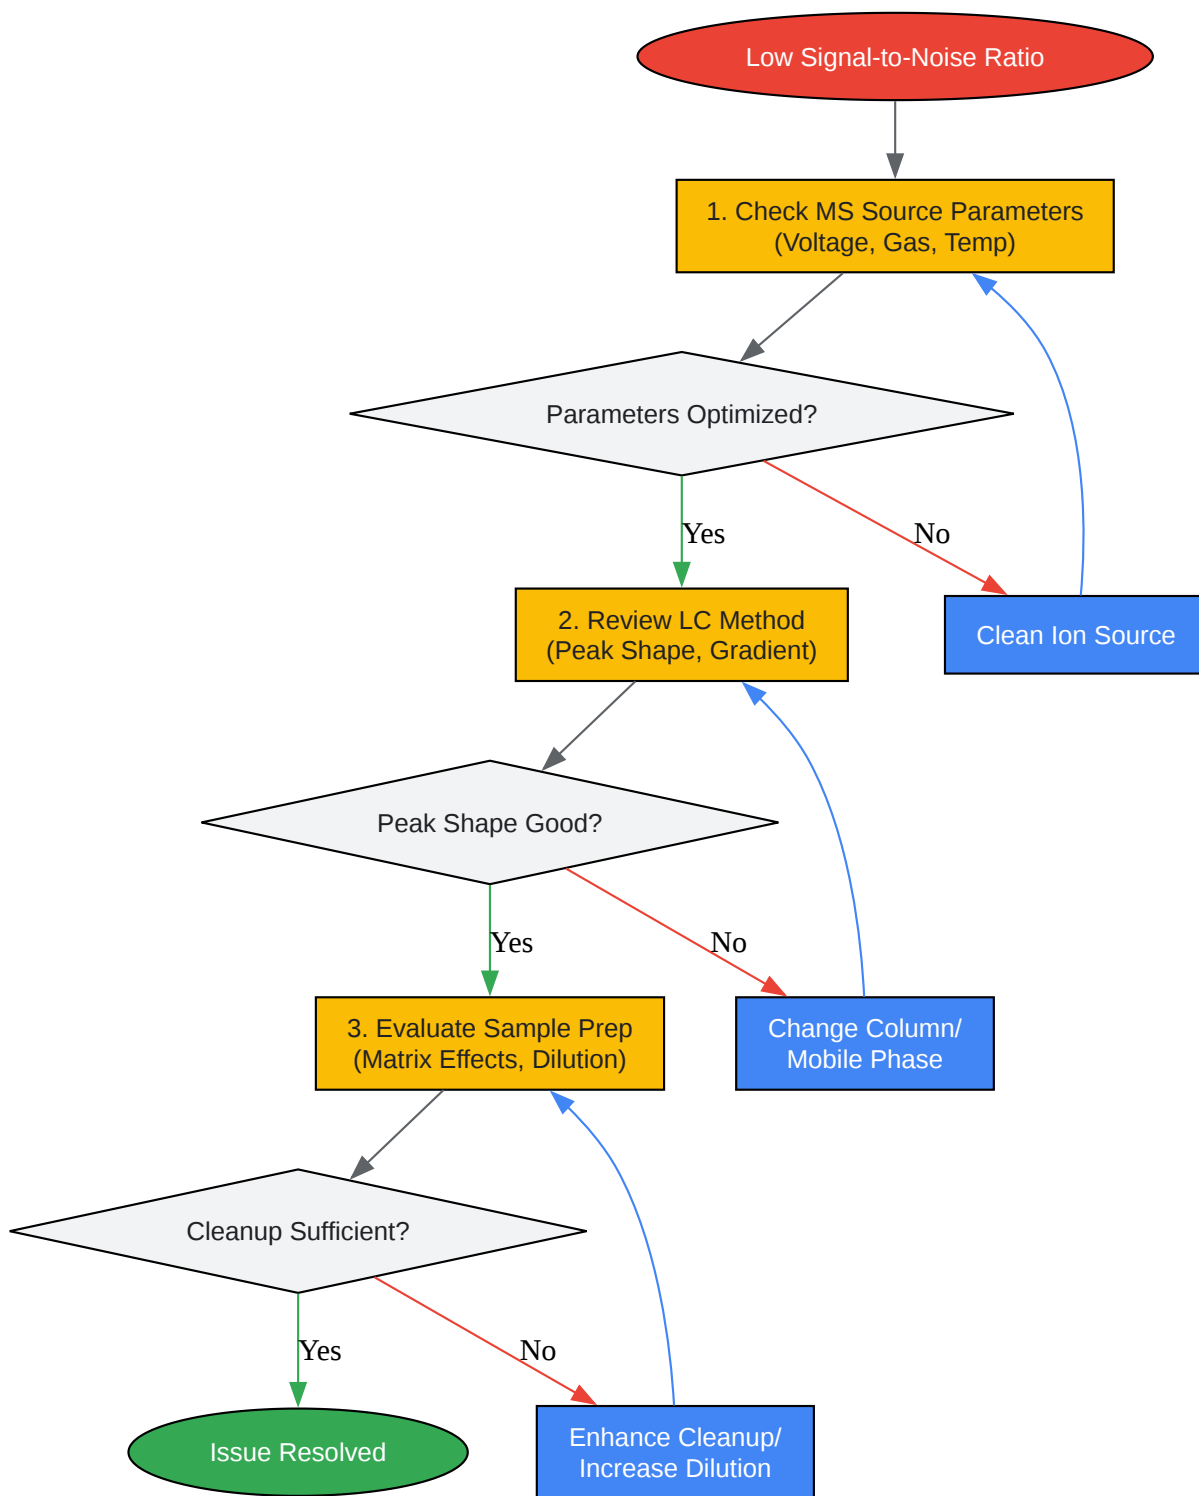 Low Signal-to-Noise Ratio
1. Check MS Source Parameters
(Voltage, Gas, Temp)
Parameters Optimized?
Yes
No
2. Review LC Method
(Peak Shape, Gradient)
Clean Ion Source
Peak Shape Good?
Yes
No
3. Evaluate Sample Prep
(Matrix Effects, Dilution)
Change Column/
Mobile Phase
Cleanup Sufficient?
Yes
No
Issue Resolved
Enhance Cleanup/
Increase Dilution